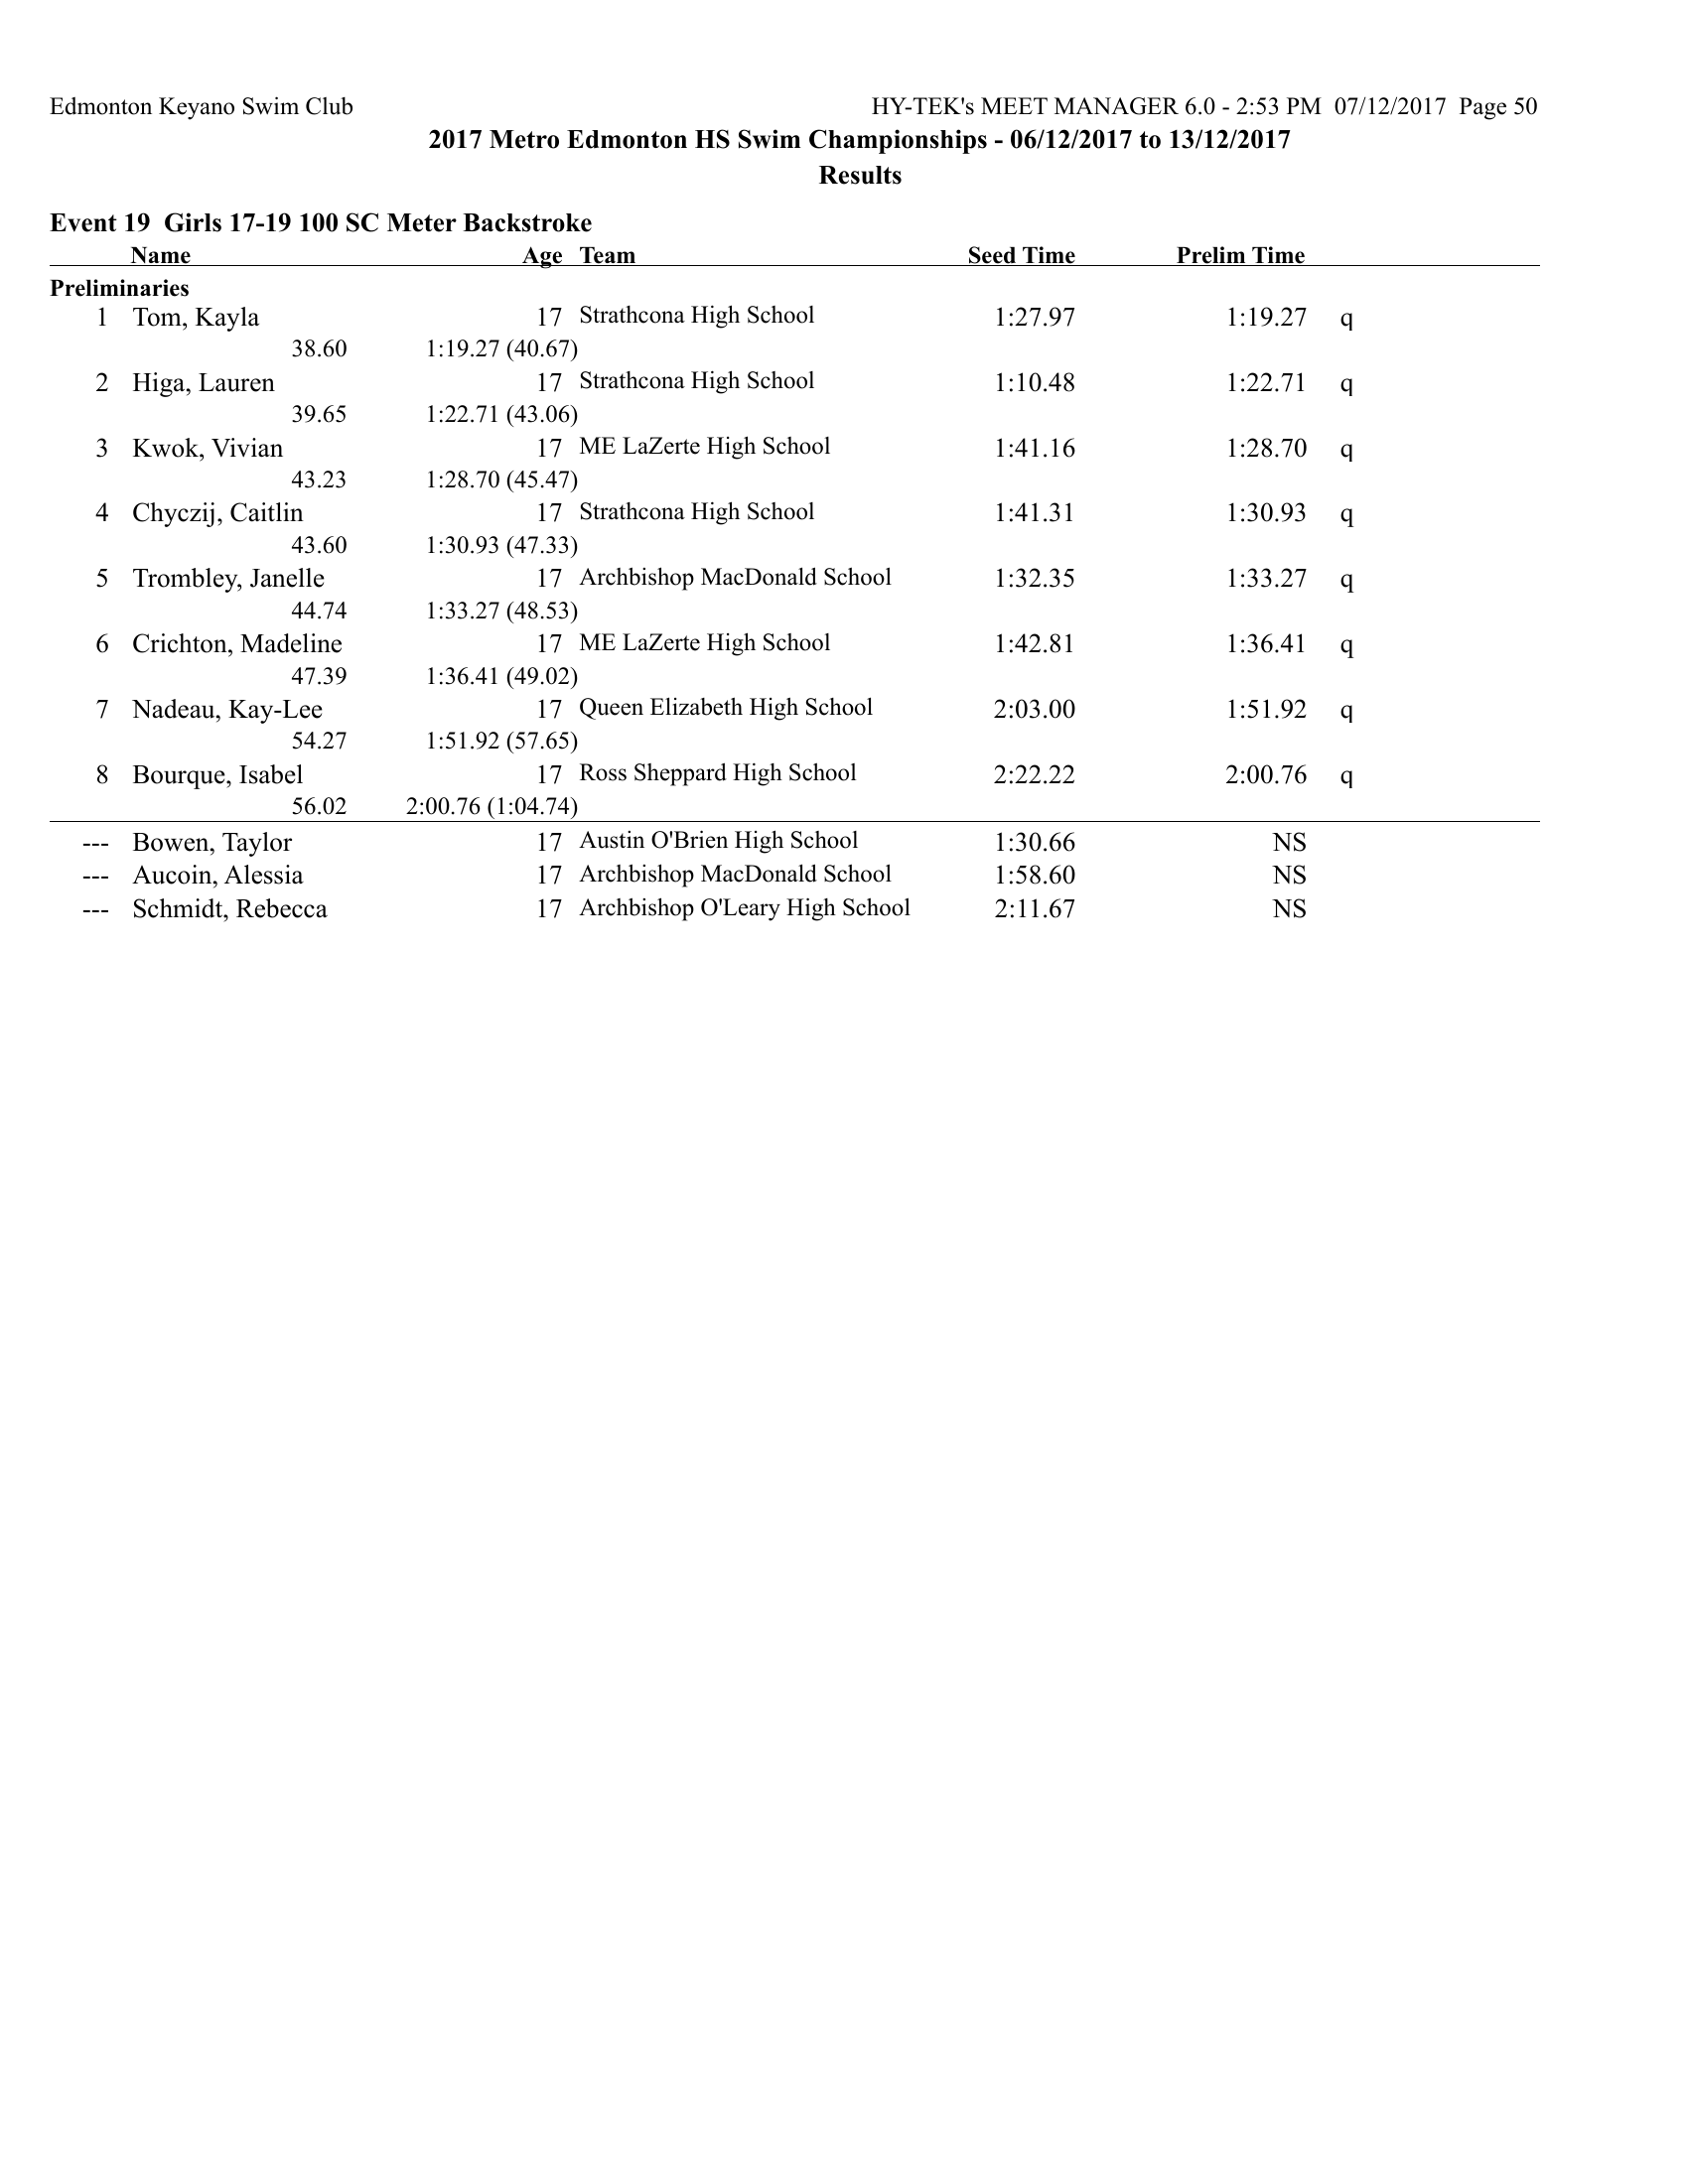 Edmonton Keyano Swim Club HY-TEK's MEET MANAGER 6.0 - 2:53 PM 07/12/2017 Page 50
2017 Metro Edmonton HS Swim Championships - 06/12/2017 to 13/12/2017
Results
Event 19 Girls 17-19 100 SC Meter Backstroke
Name Age Team Seed Time Prelim Time
Preliminaries
1 Tom, Kayla 17 Strathcona High School 1:27.97 1:19.27 q
38.60 1:19.27 (40.67)
2 Higa, Lauren 17 Strathcona High School 1:10.48 1:22.71 q
39.65 1:22.71 (43.06)
3 Kwok, Vivian 17 ME LaZerte High School 1:41.16 1:28.70 q
43.23 1:28.70 (45.47)
4 Chyczij, Caitlin 17 Strathcona High School 1:41.31 1:30.93 q
43.60 1:30.93 (47.33)
5 Trombley, Janelle 17 Archbishop MacDonald School 1:32.35 1:33.27 q
44.74 1:33.27 (48.53)
6 Crichton, Madeline 17 ME LaZerte High School 1:42.81 1:36.41 q
47.39 1:36.41 (49.02)
7 Nadeau, Kay-Lee 17 Queen Elizabeth High School 2:03.00 1:51.92 q
54.27 1:51.92 (57.65)
8 Bourque, Isabel 17 Ross Sheppard High School 2:22.22 2:00.76 q
56.02 2:00.76 (1:04.74)
--- Bowen, Taylor 17 Austin O'Brien High School 1:30.66 NS
--- Aucoin, Alessia 17 Archbishop MacDonald School 1:58.60 NS
--- Schmidt, Rebecca 17 Archbishop O'Leary High School 2:11.67 NS